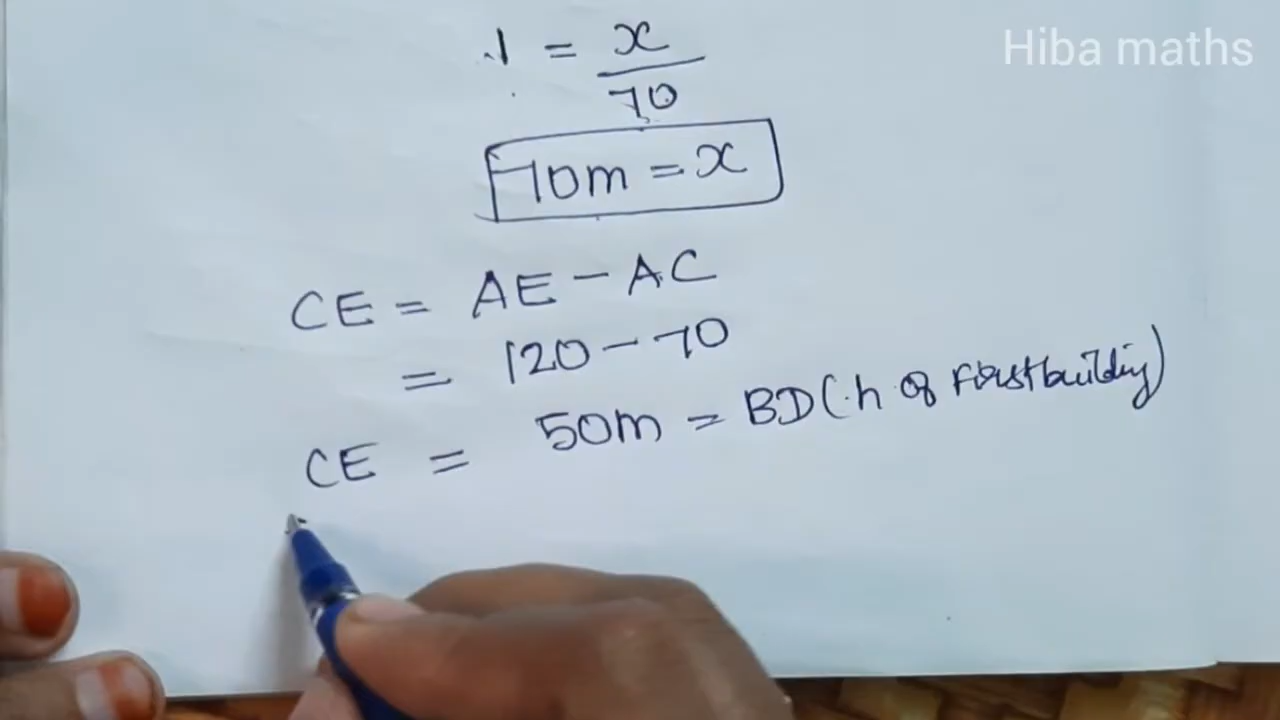 Hiba maths
1 = x/70
70m = x
CE = AE - AC
= 120 - 70
CE = 50m = BD (h of First building)